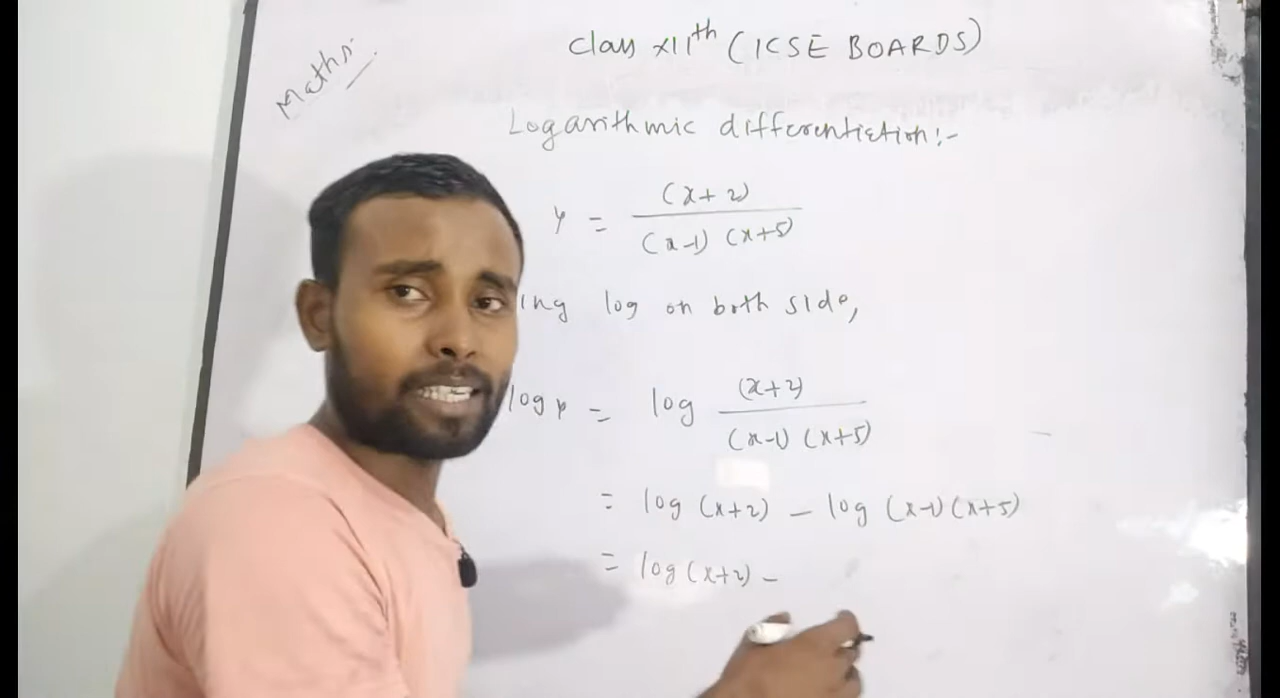 Maths:
Class XIIth (ICSE BOARDS)
Logarithmic differentiation:-
y = (x+2) / (x-1) (x+5)
ing log on both side,
log y = log (x+2) / (x-1) (x+5)
= log (x+2) - log (x-1) (x+5)
= log (x+2) -